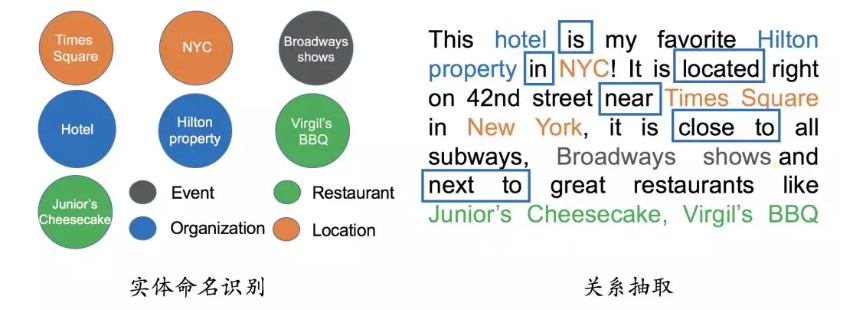 Times
Square
NYC
Broadways
shows
Hotel
Hilton
property
Virgil's
BBQ
Junior's
Cheesecake
Event
Restaurant
Organization
Location
实体命名识别
This hotel is my favorite Hilton
property in NYC! It is located right
on 42nd street near Times Square
in New York, it is close to all
subways, Broadways shows and
next to great restaurants like
Junior's Cheesecake, Virgil's BBQ
关系抽取